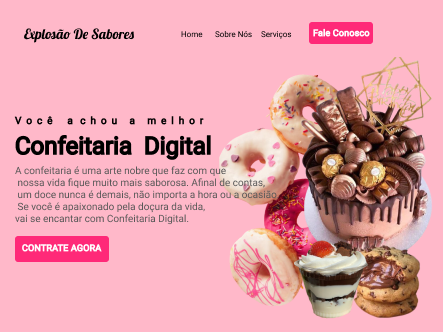 Explosão De Sabores
Home Sobre Nós Serviços Fale Conosco
Você achou a melhor
Confeitaria Digital
A confeitaria é uma arte nobre que faz com que
nossa vida fique muito mais saborosa. Afinal de contas,
um doce nunca é demais, não importa a hora ou a ocasião
Se você é apaixonado pela doçura da vida,
vai se encantar com Confeitaria Digital.
CONTRATE AGORA